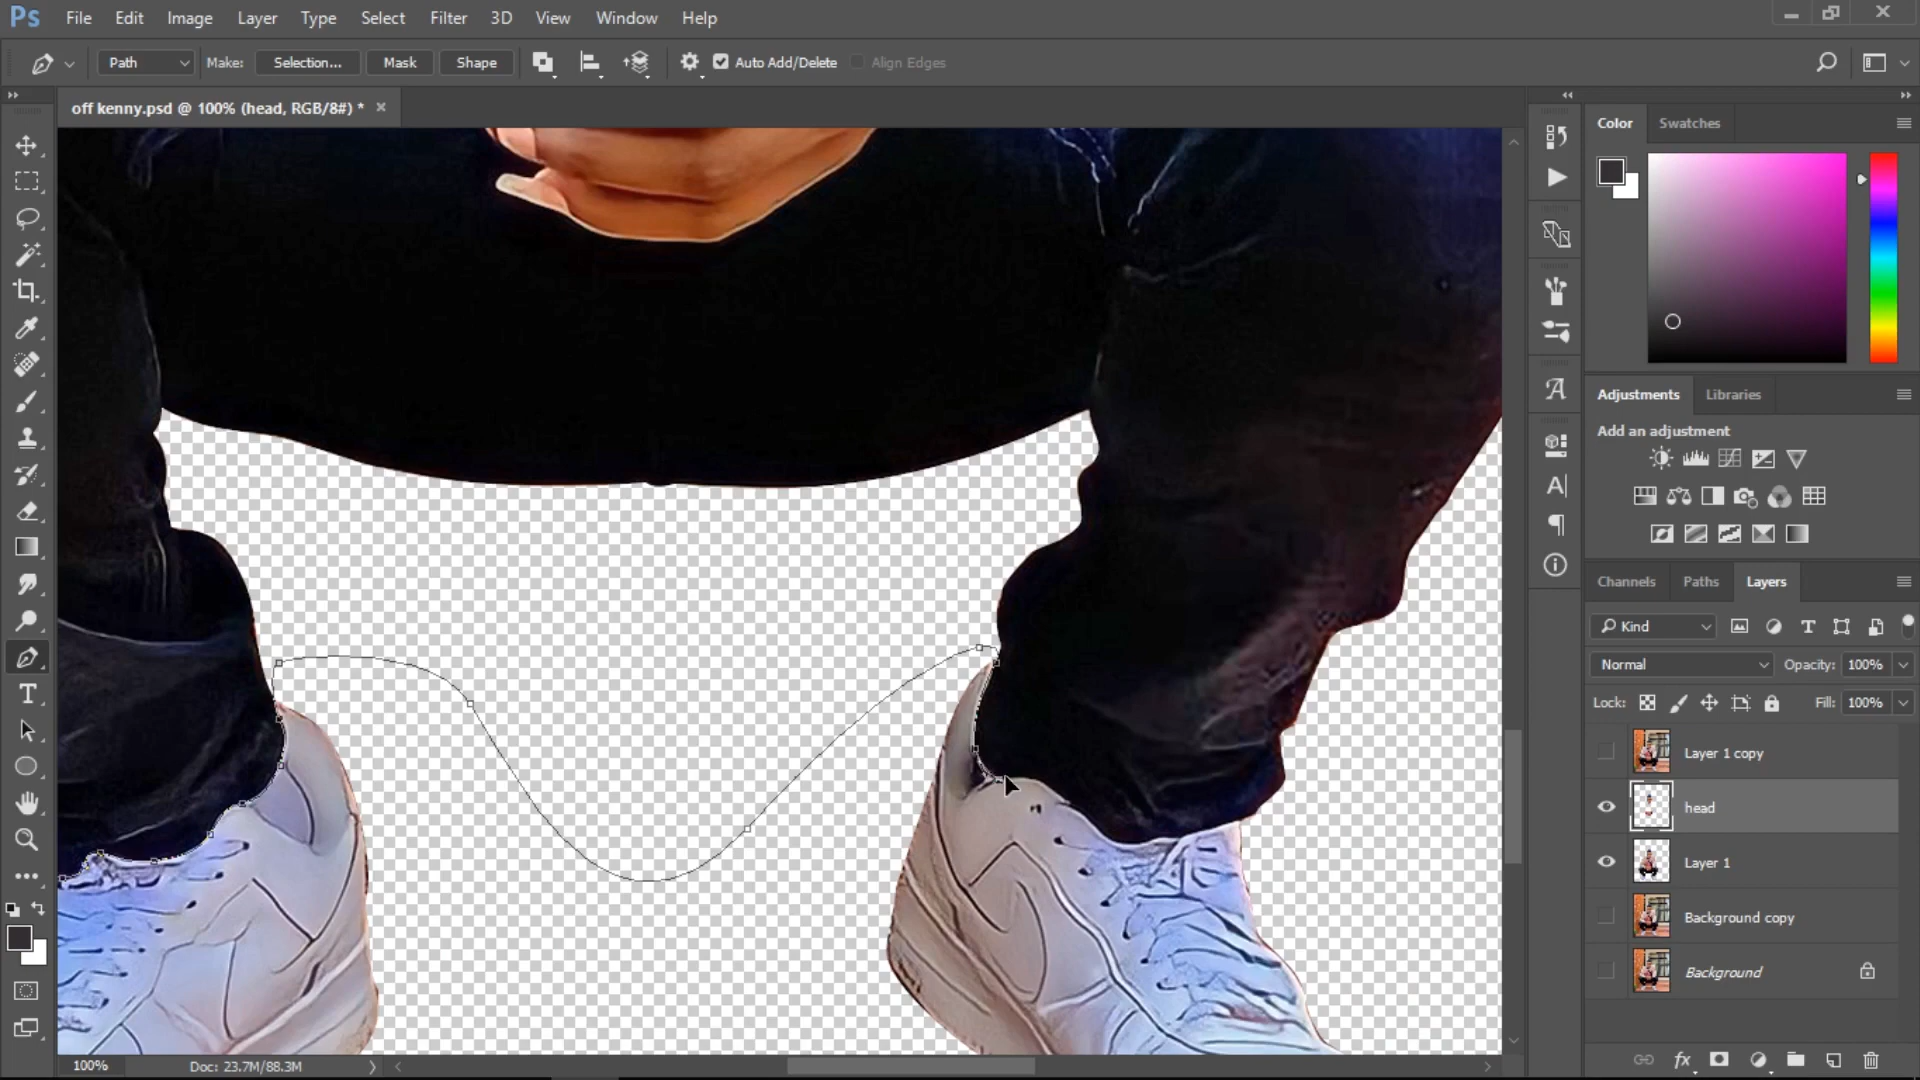 Ps File Edit Image Layer Type Select Filter 3D View Window Help
Path Make: Selection... Mask Shape Auto Add/Delete Align Edges
off kenny.psd @ 100% (head, RGB/8#) * ×
Color Swatches
Adjustments Libraries
Add an adjustment
Channels Paths Layers
Kind
Normal Opacity: 100%
Lock: Fill: 100%
Layer 1 copy
head
Layer 1
Background copy
Background
fx
100% Doc: 23.7M/88.3M